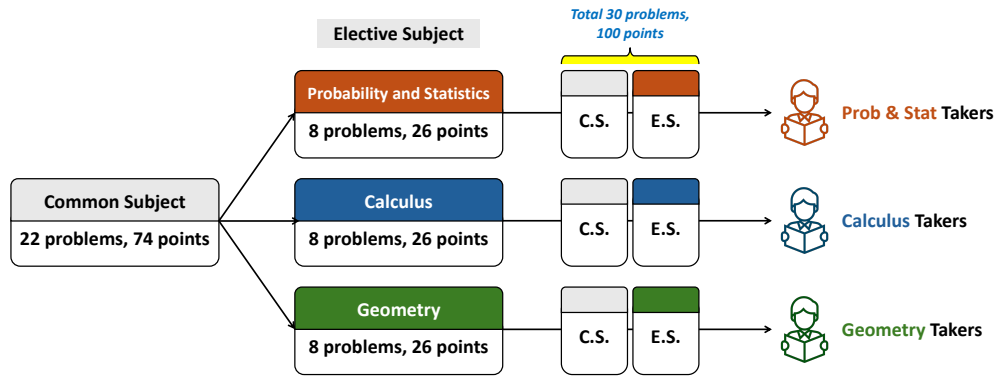 Total 30 problems,
100 points
Elective Subject
Probability and Statistics
8 problems, 26 points
C.S.
E.S.
Prob & Stat Takers
Common Subject
22 problems, 74 points
Calculus
8 problems, 26 points
C.S.
E.S.
Calculus Takers
Geometry
8 problems, 26 points
C.S.
E.S.
Geometry Takers